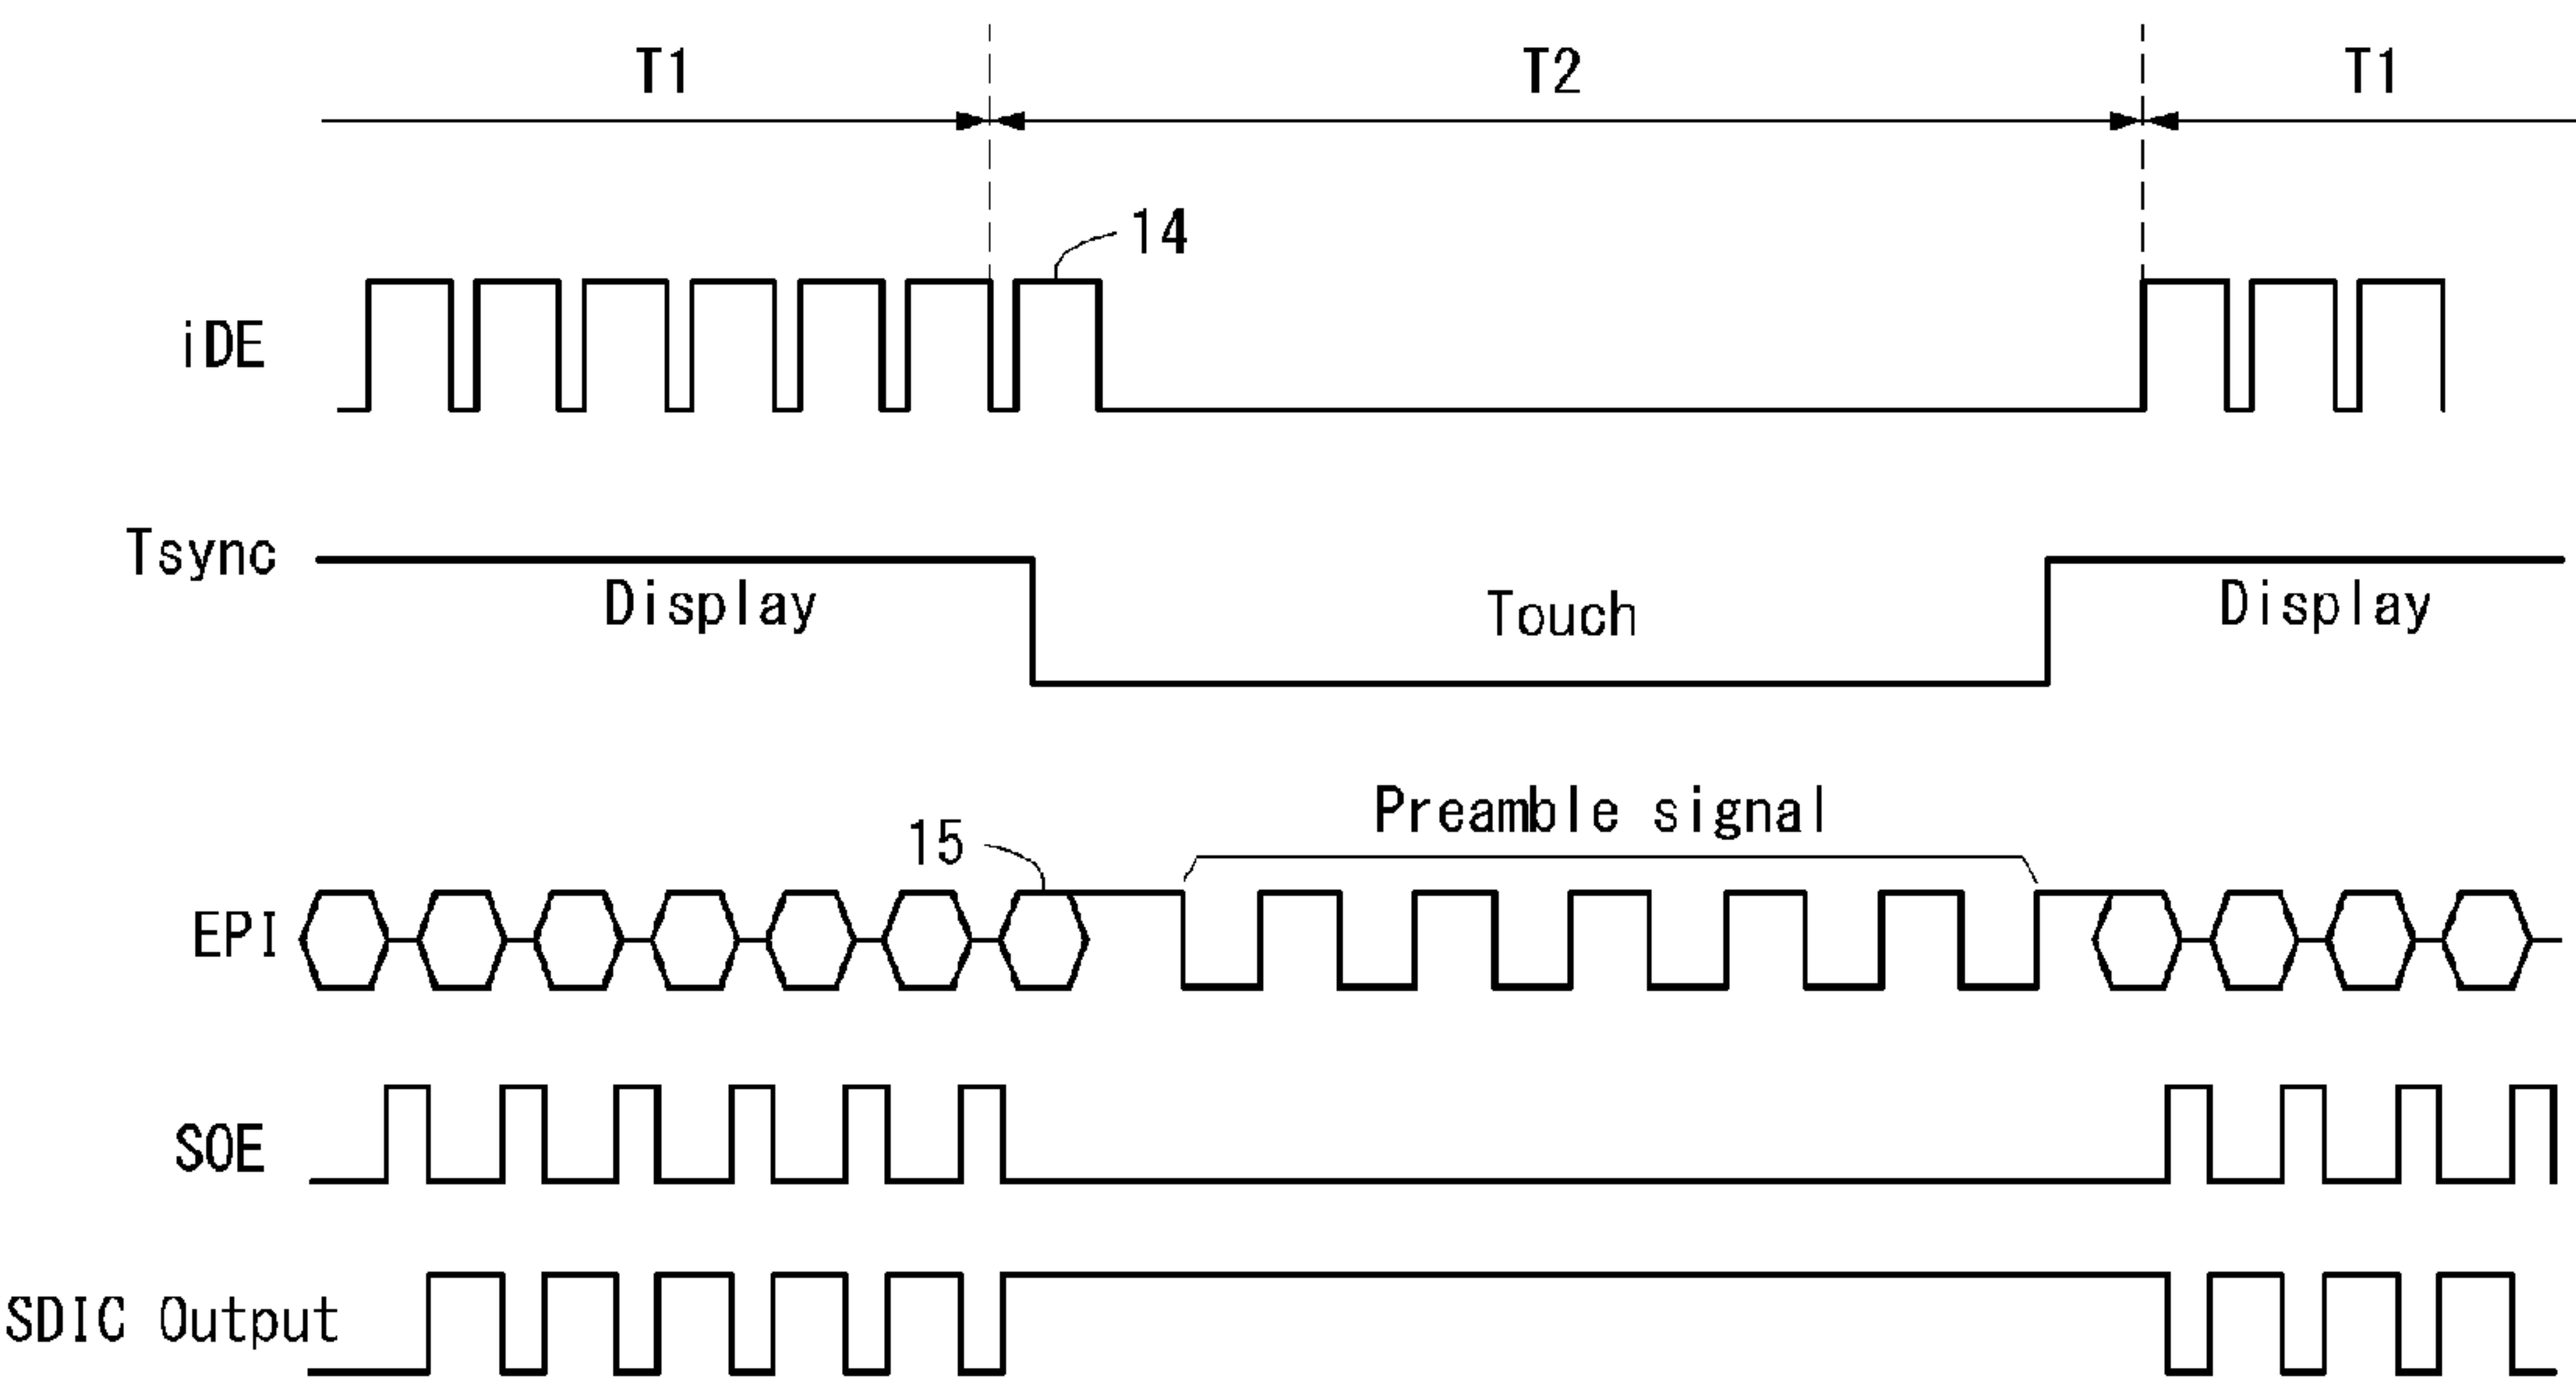 T1 T2 T1
14
iDE
Tsync
Display Touch Display
Preamble signal
15
EPI
SOE
SDIC Output